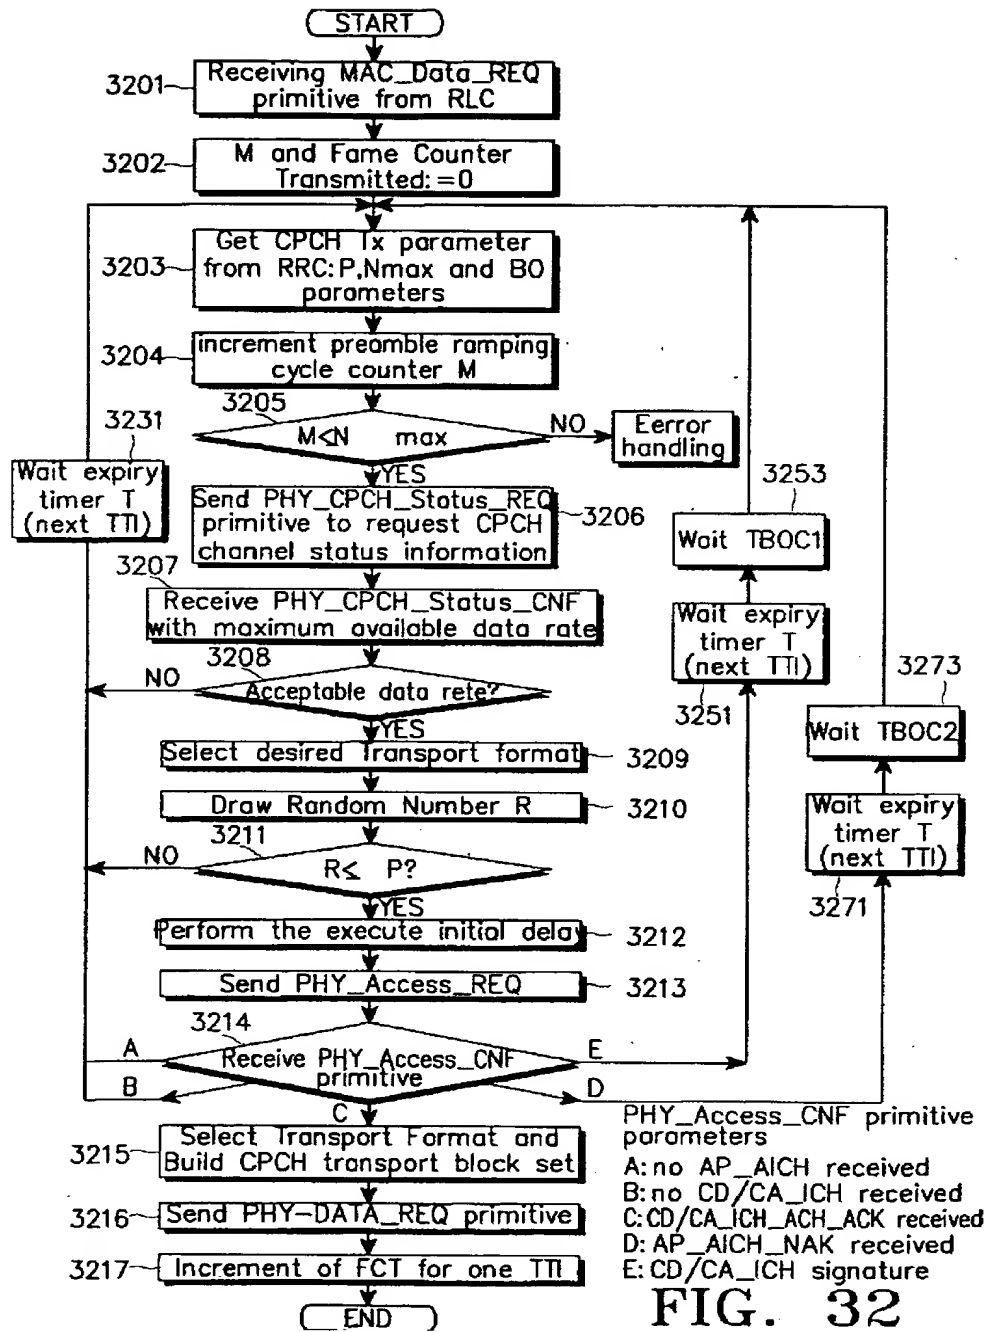 START
3201
Receiving MAC_Data_REQ
primitive from RLC
3202
M and Fame Counter
Transmitted:=0
3203
Get CPCH Tx parameter
from RRC:P,Nmax and BO
parameters
3204
increment preamble ramping
cycle counter M
3205
M<N max
NO
Eerror
handling
YES
3231
Wait expiry
timer T
(next TTI)
Send PHY_CPCH_Status_REQ
primitive to request CPCH
channel status information
3206
3207
Receive PHY_CPCH_Status_CNF
with maximum available data rate
3208
NO
Acceptable data rete?
YES
Select desired Transport format
3209
Draw Random Number R
3210
3211
NO
R≤ P?
YES
Perform the execute initial delay
3212
Send PHY_Access_REQ
3213
3214
Receive PHY_Access_CNF
primitive
A
B
C
D
E
3253
Wait TBOC1
Wait expiry
timer T
(next TTI)
3251
3273
Wait TBOC2
Wait expiry
timer T
(next TTI)
3271
3215
Select Transport Format and
Build CPCH transport block set
3216
Send PHY-DATA_REQ primitive
3217
Increment of FCT for one TTI
END
PHY_Access_CNF primitive
parameters
A: no AP_AICH received
B: no CD/CA_ICH received
C: CD/CA_ICH_ACH_ACK received
D: AP_AICH_NAK received
E: CD/CA_ICH signature
FIG. 32